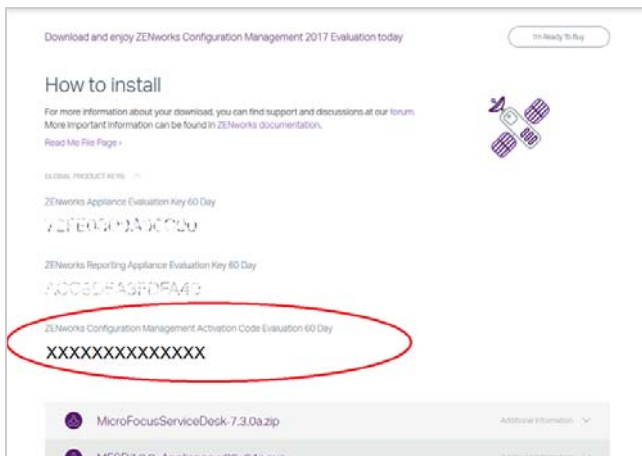 Download and enjoy ZENworks Configuration Management 2017 Evaluation today
I'm Ready To Buy
How to install
For more information about your download, you can find support and discussions at our forum.
More important information can be found in ZENworks documentation.
Read Me File Page ›
GLOBAL PRODUCT KEYS
ZENworks Appliance Evaluation Key 60 Day
ZENworks Reporting Appliance Evaluation Key 60 Day
ZENworks Configuration Management Activation Code Evaluation 60 Day
XXXXXXXXXXXXXX
MicroFocusServiceDesk-7.3.0a.zip
Additional Information